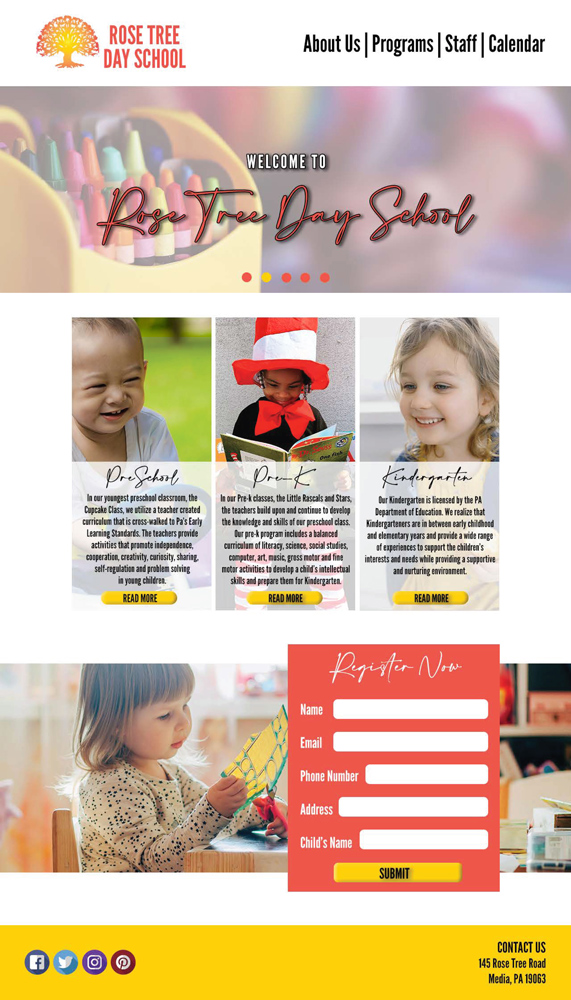 ROSE TREE
DAY SCHOOL
About Us | Programs | Staff | Calendar
WELCOME TO
Rose Tree Day School
PreSchool
In our youngest preschool classroom, the
Cupcake Class, we utilize a teacher created
curriculum that is cross-walked to Pa's Early
Learning Standards. The teachers provide
activities that promote independence,
cooperation, creativity, curiosity, sharing,
self-regulation and problem solving
in young children.
READ MORE
Pre-K
In our Pre-k classes, the Little Rascals and Stars,
the teachers build upon and continue to develop
the knowledge and skills of our preschool class.
Our pre-k program includes a balanced
curriculum of literacy, science, social studies,
computer, art, music, gross motor and fine
motor activities to develop a child's intellectual
skills and prepare them for Kindergarten.
READ MORE
Kindergarten
Our Kindergarten is licensed by the PA
Department of Education. We realize that
Kindergarteners are in between early childhood
and elementary years and provide a wide range
of experiences to support the children's
interests and needs while providing a supportive
and nurturing environment.
READ MORE
Register Now
Name
Email
Phone Number
Address
Child's Name
SUBMIT
CONTACT US
145 Rose Tree Road
Media, PA 19063